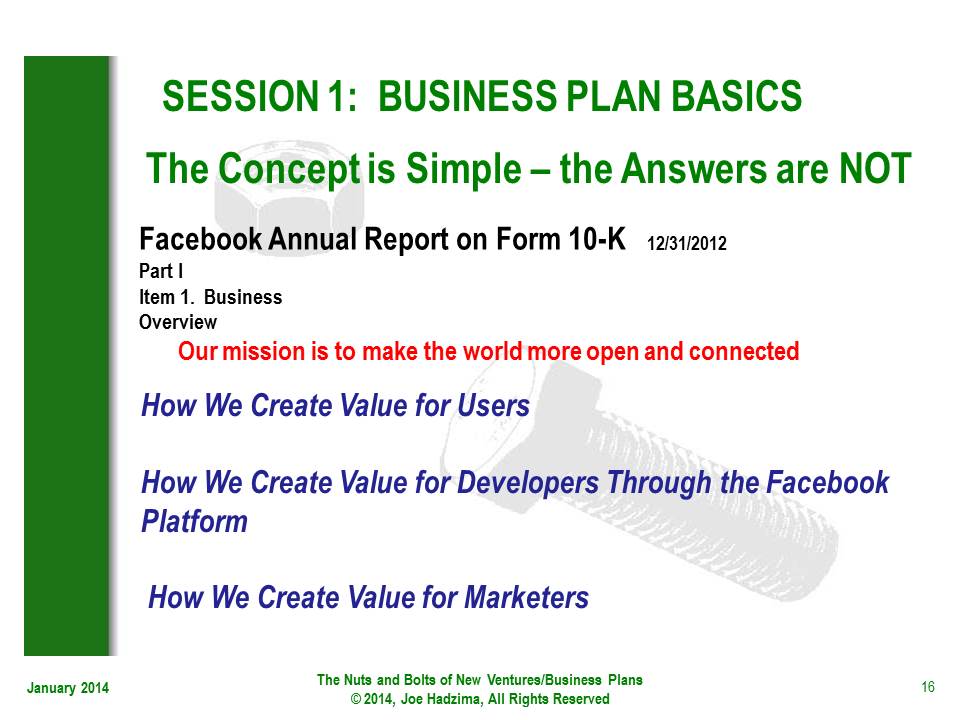 SESSION 1: BUSINESS PLAN BASICS
The Concept is Simple – the Answers are NOT
Facebook Annual Report on Form 10-K 12/31/2012
Part I
Item 1. Business
Overview
Our mission is to make the world more open and connected
How We Create Value for Users
How We Create Value for Developers Through the Facebook
Platform
How We Create Value for Marketers
January 2014
The Nuts and Bolts of New Ventures/Business Plans
© 2014, Joe Hadzima, All Rights Reserved
16